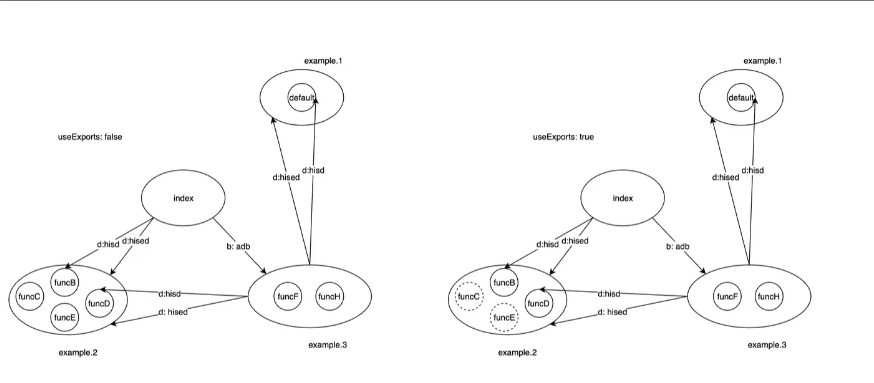 example.1
default
useExports: false
d:hised
d:hisd
index
d:hisd
d:hised
b: adb
funcB
funcC
funcD
funcE
d:hisd
d: hised
funcF
funcH
example.2
example.3
example.1
default
useExports: true
d:hised
d:hisd
index
d:hisd
d:hised
b: adb
funcB
funcC
funcD
funcE
d:hisd
d: hised
funcF
funcH
example.2
example.3